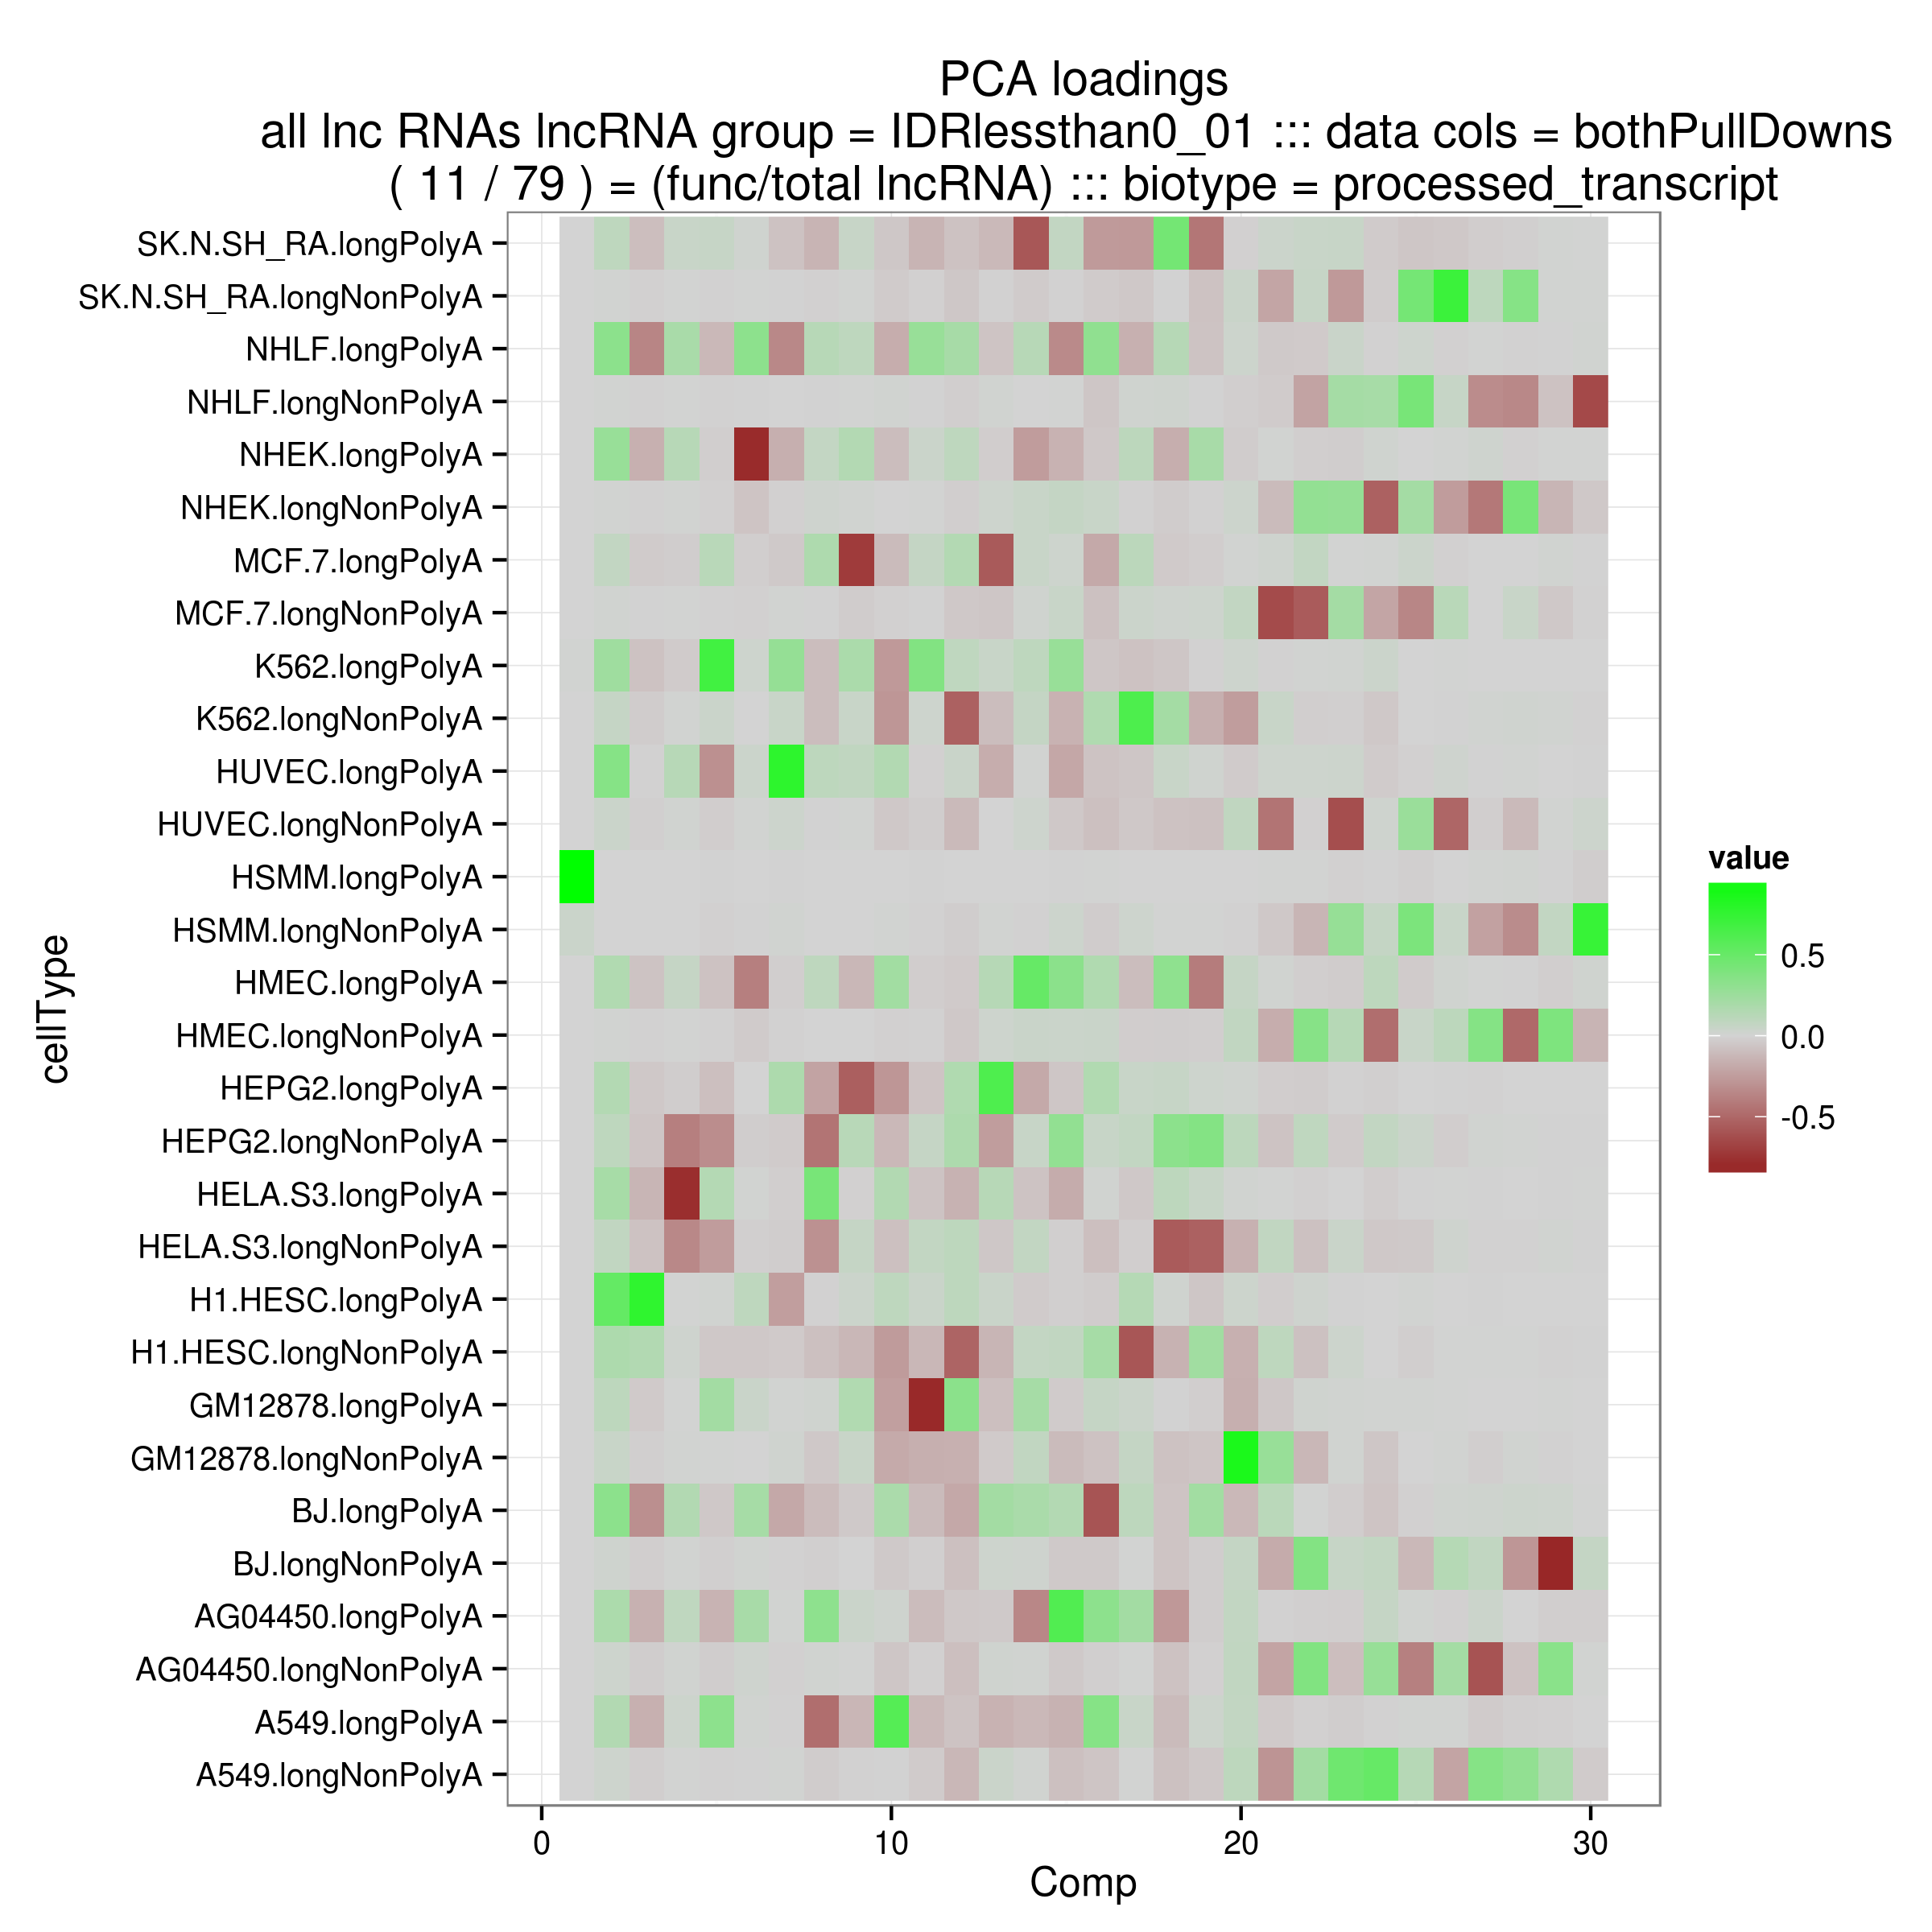 PCA loadings
all lnc RNAs lncRNA group = IDRlessthan0_01 ::: data cols = bothPullDowns
( 11 / 79 ) = (func/total lncRNA) ::: biotype = processed_transcript
SK.N.SH_RA.longPolyA
SK.N.SH_RA.longNonPolyA
NHLF.longPolyA
NHLF.longNonPolyA
NHEK.longPolyA
NHEK.longNonPolyA
MCF.7.longPolyA
MCF.7.longNonPolyA
K562.longPolyA
K562.longNonPolyA
HUVEC.longPolyA
HUVEC.longNonPolyA
HSMM.longPolyA
HSMM.longNonPolyA
HMEC.longPolyA
HMEC.longNonPolyA
HEPG2.longPolyA
HEPG2.longNonPolyA
HELA.S3.longPolyA
HELA.S3.longNonPolyA
H1.HESC.longPolyA
H1.HESC.longNonPolyA
GM12878.longPolyA
GM12878.longNonPolyA
BJ.longPolyA
BJ.longNonPolyA
AG04450.longPolyA
AG04450.longNonPolyA
A549.longPolyA
A549.longNonPolyA
cellType
0 10 20 30
Comp
value
0.5
0.0
-0.5